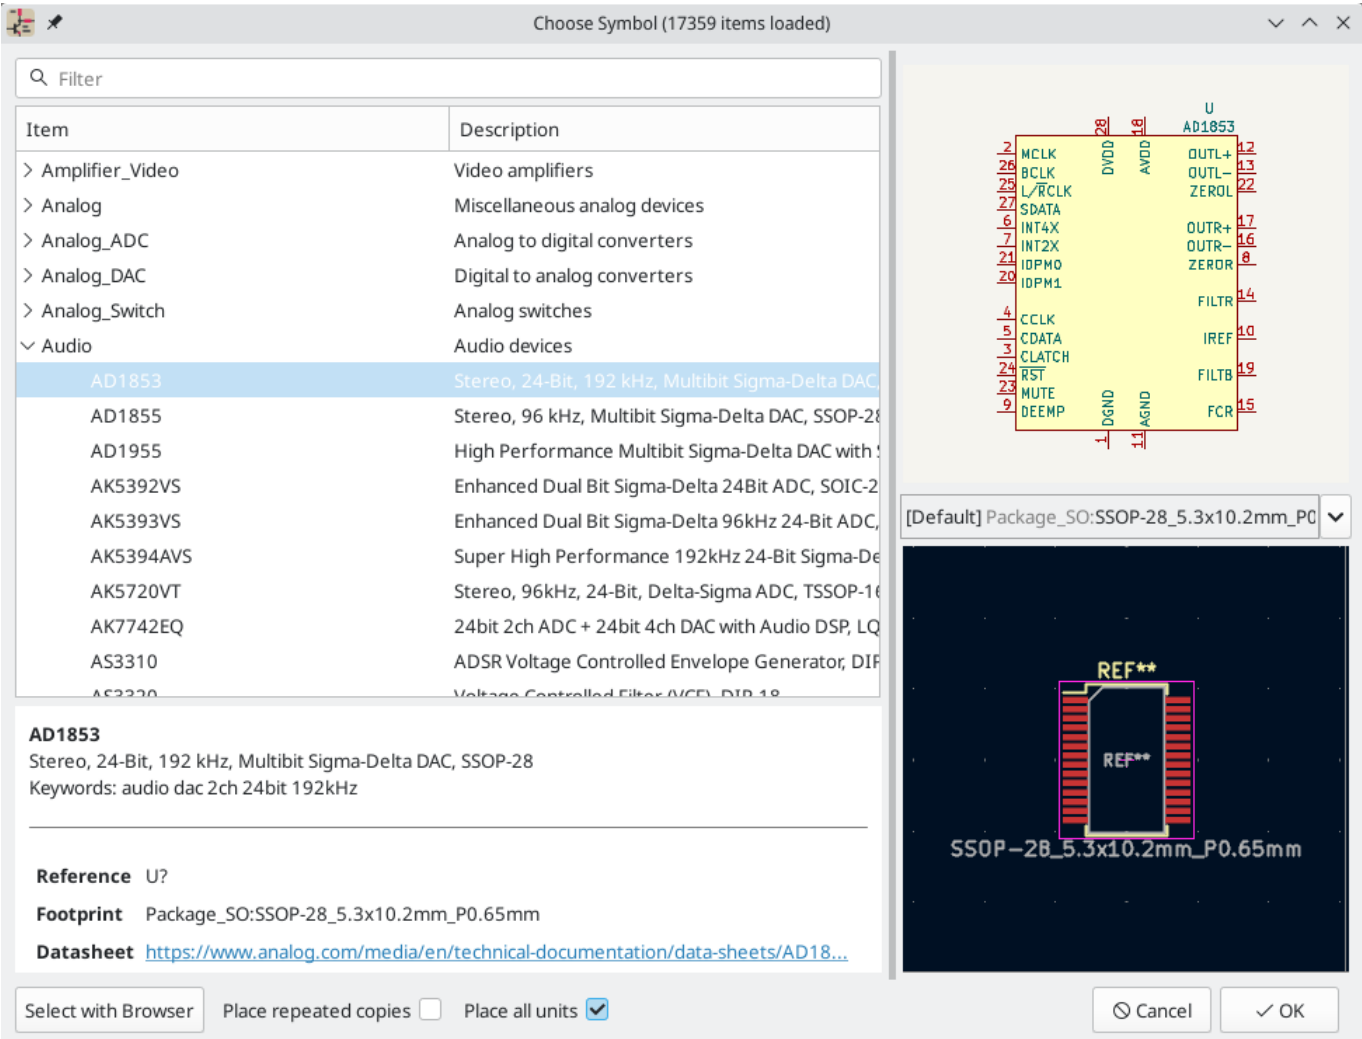 Choose Symbol (17359 items loaded)
Filter
Item Description
Amplifier_Video Video amplifiers
Analog Miscellaneous analog devices
Analog_ADC Analog to digital converters
Analog_DAC Digital to analog converters
Analog_Switch Analog switches
Audio Audio devices
AD1853 Stereo, 24-Bit, 192 kHz, Multibit Sigma-Delta DAC,
AD1855 Stereo, 96 kHz, Multibit Sigma-Delta DAC, SSOP-28
AD1955 High Performance Multibit Sigma-Delta DAC with
AK5392VS Enhanced Dual Bit Sigma-Delta 24Bit ADC, SOIC-2
AK5393VS Enhanced Dual Bit Sigma-Delta 96kHz 24-Bit ADC,
AK5394AVS Super High Performance 192kHz 24-Bit Sigma-De
AK5720VT Stereo, 96kHz, 24-Bit, Delta-Sigma ADC, TSSOP-16
AK7742EQ 24bit 2ch ADC + 24bit 4ch DAC with Audio DSP, LQ
AS3310 ADSR Voltage Controlled Envelope Generator, DIP
AS3320 Voltage Controlled Filter (VCF), DIP-18
AD1853
Stereo, 24-Bit, 192 kHz, Multibit Sigma-Delta DAC, SSOP-28
Keywords: audio dac 2ch 24bit 192kHz
Reference U?
Footprint Package_SO:SSOP-28_5.3x10.2mm_P0.65mm
Datasheet https://www.analog.com/media/en/technical-documentation/data-sheets/AD18...
Select with Browser Place repeated copies Place all units
U
AD1853
28 18
DVDD AVDD
2 MCLK OUTL+ 12
26 BCLK OUTL- 13
25 L/RCLK ZEROL 22
27 SDATA
6 INT4X OUTR+ 17
7 INT2X OUTR- 16
21 IDPM0 ZEROR 8
20 IDPM1
FILTR 14
4 CCLK
5 CDATA IREF 10
3 CLATCH
24 RST FILTB 19
23 MUTE
9 DEEMP FCR 15
DGND AGND
1 11
[Default] Package_SO:SSOP-28_5.3x10.2mm_P0
REF**
REF**
SSOP-28_5.3x10.2mm_P0.65mm
Cancel OK